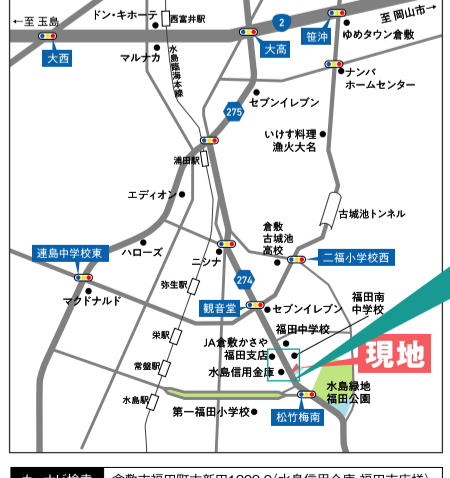 ←至 玉島
ドン・キホーテ
西富井駅
2
至 岡山市→
笹沖
ゆめタウン倉敷
大西
マルナカ
水島臨海本線
大高
ナンバ
ホームセンター
セブンイレブン
275
いけす料理
漁火大名
浦田駅
エディオン
古城池トンネル
連島中学校東
ハローズ
ニシナ
倉敷
古城池
高校
二福小学校西
マクドナルド
弥生駅
274
観音堂
セブンイレブン
福田南
中学校
栄駅
福田中学校
JA倉敷かさや
福田支店
現地
常盤駅
水島信用金庫
水島駅
水島緑地
福田公園
第一福田小学校
松竹梅南